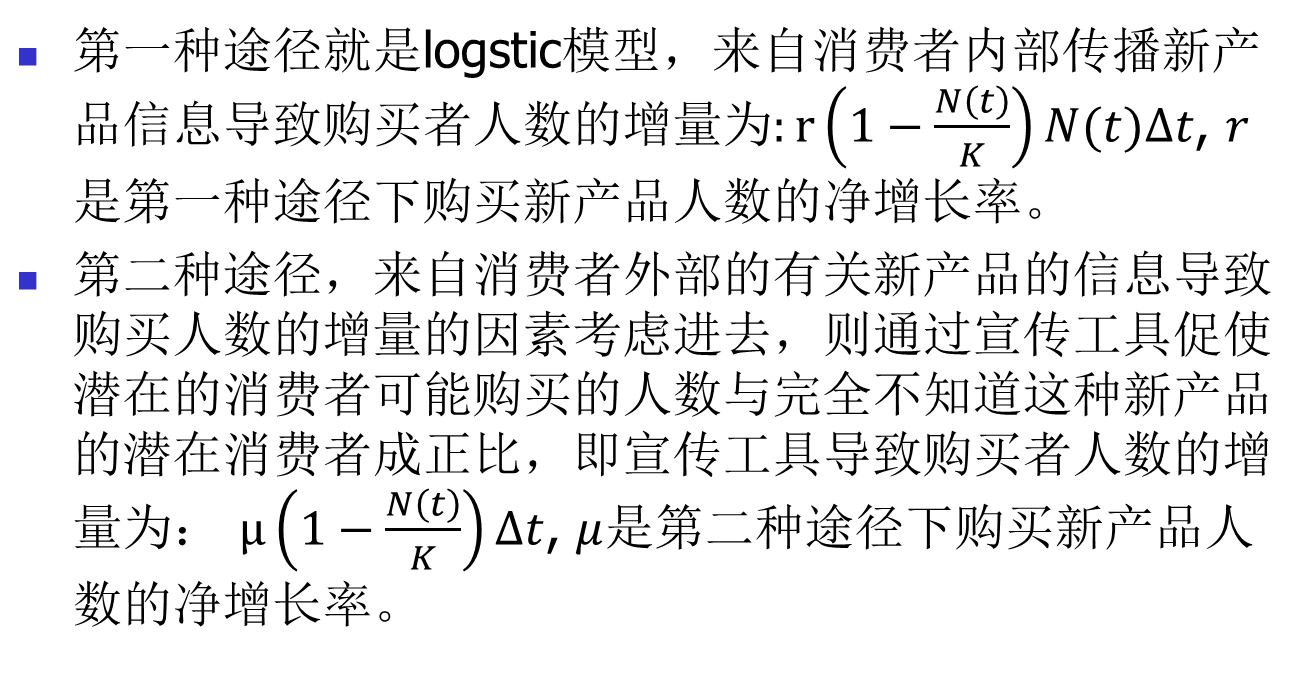 第一种途径就是logstic模型，来自消费者内部传播新产
品信息导致购买者人数的增量为: r(1 − N(t)/K) N(t)Δt, r
是第一种途径下购买新产品人数的净增长率。
第二种途径，来自消费者外部的有关新产品的信息导致
购买人数的增量的因素考虑进去，则通过宣传工具促使
潜在的消费者可能购买的人数与完全不知道这种新产品
的潜在消费者成正比，即宣传工具导致购买者人数的增
量为： μ(1 − N(t)/K) Δt, μ是第二种途径下购买新产品人
数的净增长率。